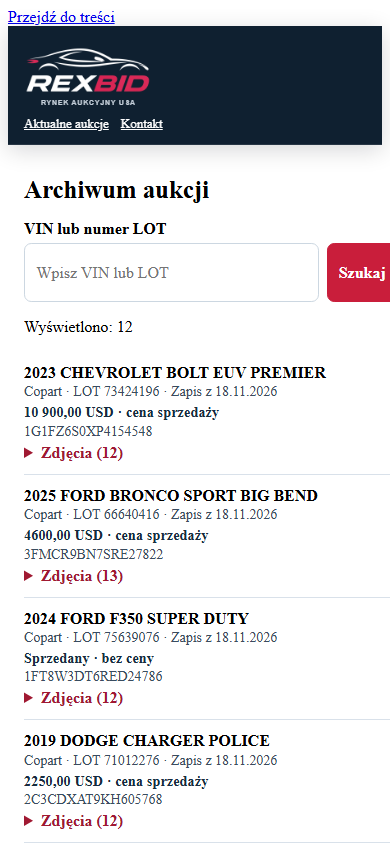 Przejdź do treści
REXBID
RYNEK AUKCYJNY USA
Aktualne aukcje Kontakt
Archiwum aukcji
VIN lub numer LOT
Wpisz VIN lub LOT
Szukaj
Wyświetlono: 12
2023 CHEVROLET BOLT EUV PREMIER
Copart · LOT 73424196 · Zapis z 18.11.2026
10 900,00 USD · cena sprzedaży
1G1FZ6S0XP4154548
Zdjęcia (12)
2025 FORD BRONCO SPORT BIG BEND
Copart · LOT 66640416 · Zapis z 18.11.2026
4600,00 USD · cena sprzedaży
3FMCR9BN7SRE27822
Zdjęcia (13)
2024 FORD F350 SUPER DUTY
Copart · LOT 75639076 · Zapis z 18.11.2026
Sprzedany · bez ceny
1FT8W3DT6RED24786
Zdjęcia (12)
2019 DODGE CHARGER POLICE
Copart · LOT 71012276 · Zapis z 18.11.2026
2250,00 USD · cena sprzedaży
2C3CDXAT9KH605768
Zdjęcia (12)